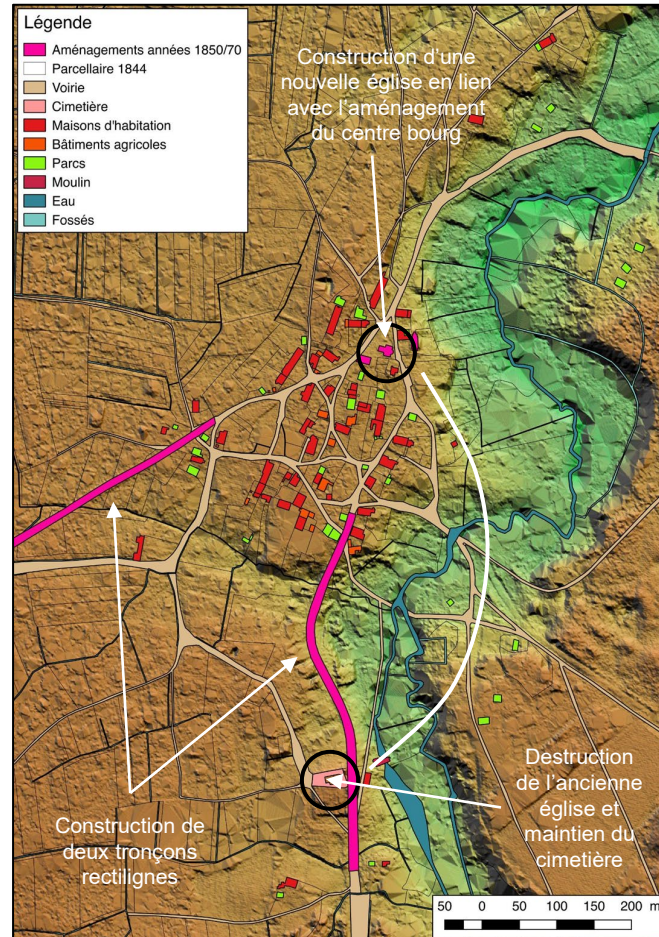 Légende
Aménagements années 1850/70
Parcellaire 1844
Voirie
Cimetière
Maisons d'habitation
Bâtiments agricoles
Parcs
Moulin
Eau
Fossés
Construction d'une
nouvelle église en lien
avec l'aménagement
du centre bourg
Construction de
deux tronçons
rectilignes
Destruction
de l'ancienne
église et
maintien du
cimetière
50 0 50 100 150 200 m